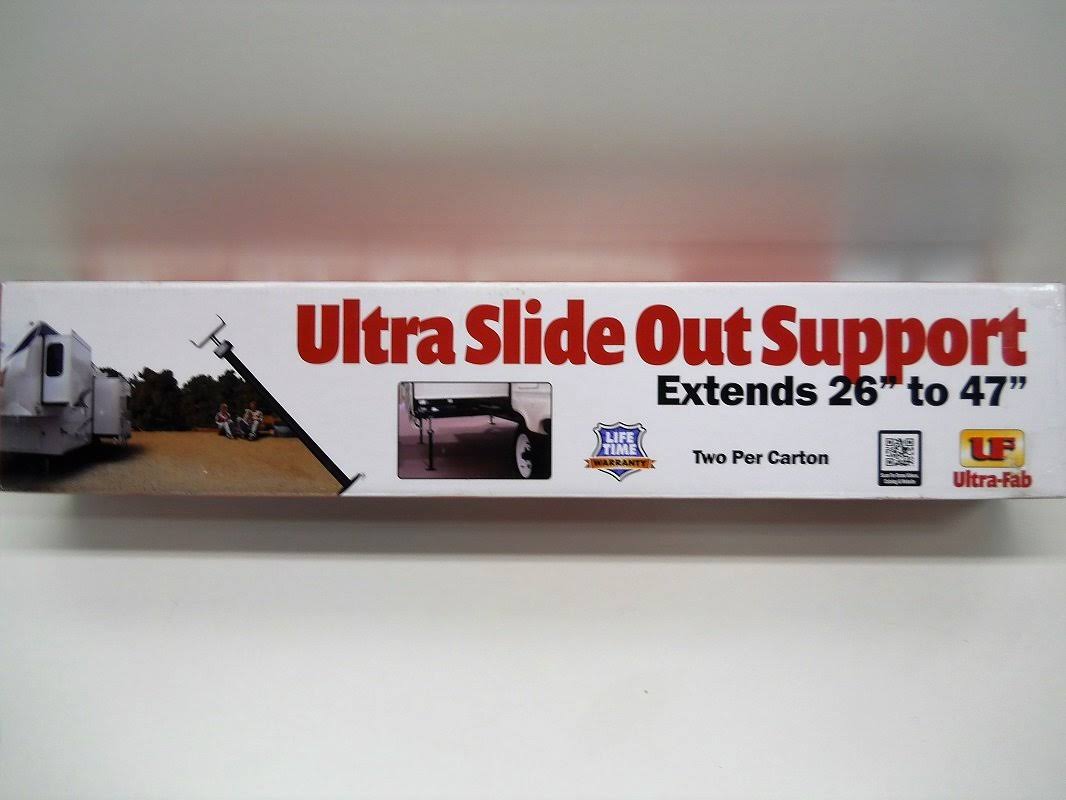 Ultra Slide Out Support
Extends 26” to 47”
LIFE
TIME
WARRANTY
Two Per Carton
UF
Ultra-Fab